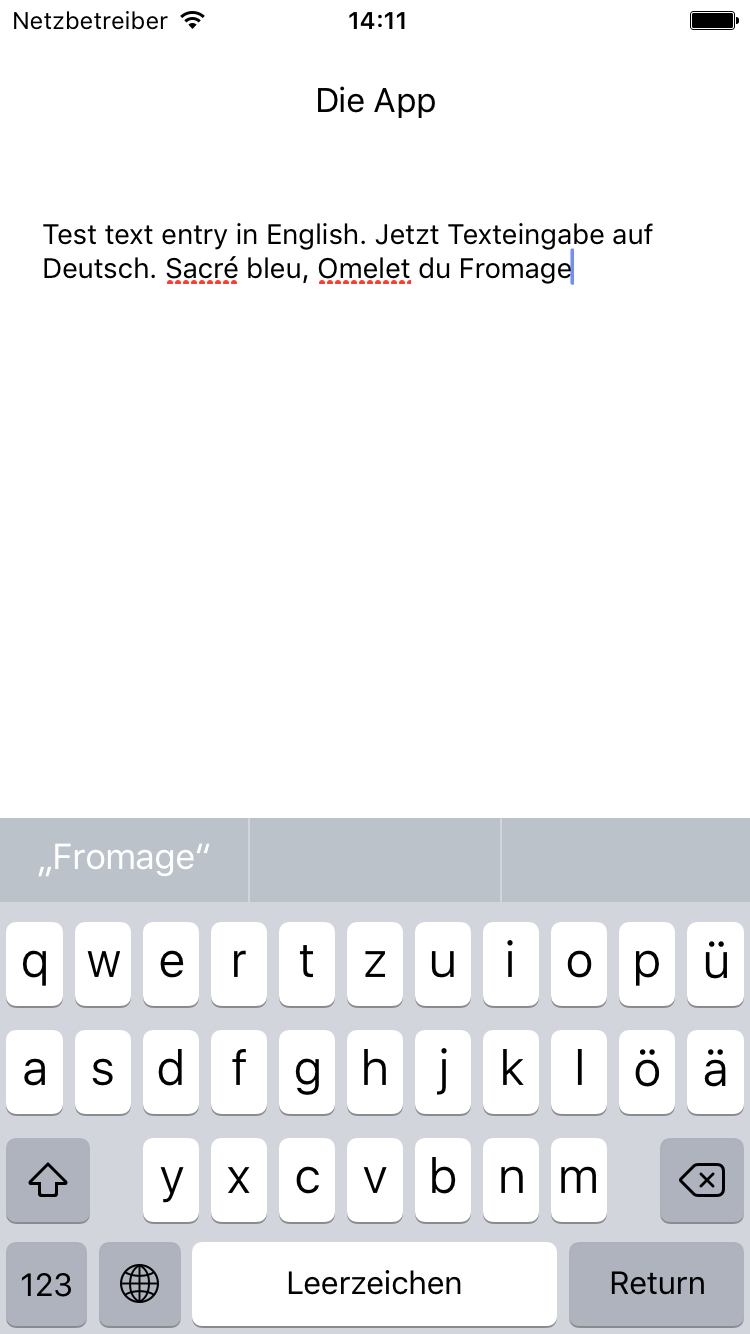 Netzbetreiber 14:11
Die App
Test text entry in English. Jetzt Texteingabe auf
Deutsch. Sacré bleu, Omelet du Fromage
„Fromage“
q w e r t z u i o p ü
a s d f g h j k l ö ä
y x c v b n m
123 Leerzeichen Return